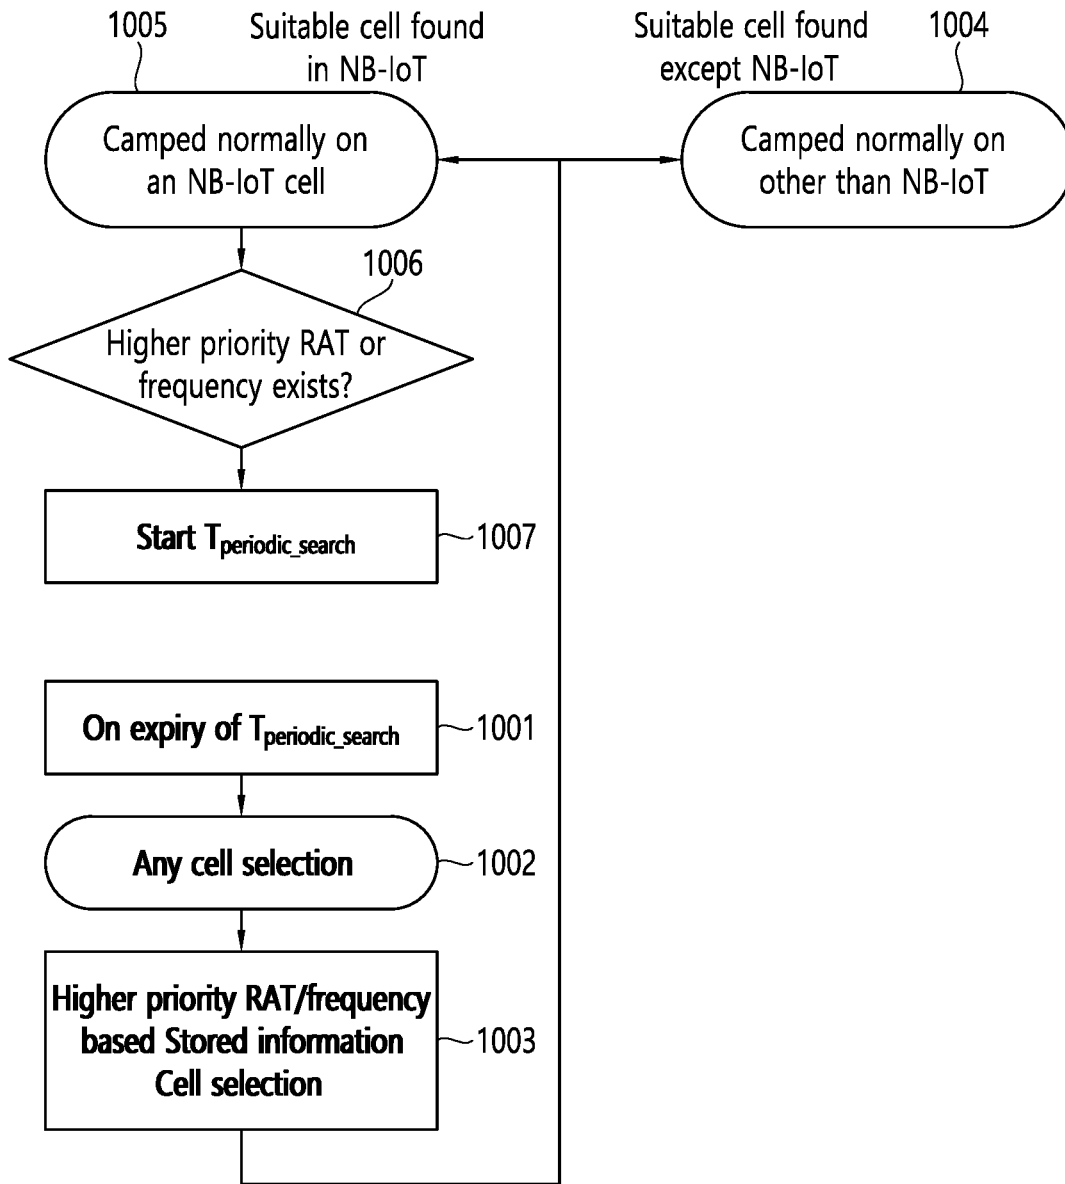 1005
Suitable cell found
in NB-IoT
Suitable cell found
except NB-IoT
1004
Camped normally on
an NB-IoT cell
Camped normally on
other than NB-IoT
1006
Higher priority RAT or
frequency exists?
Start Tperiodic_search
1007
On expiry of Tperiodic_search
1001
Any cell selection
1002
Higher priority RAT/frequency
based Stored information
Cell selection
1003